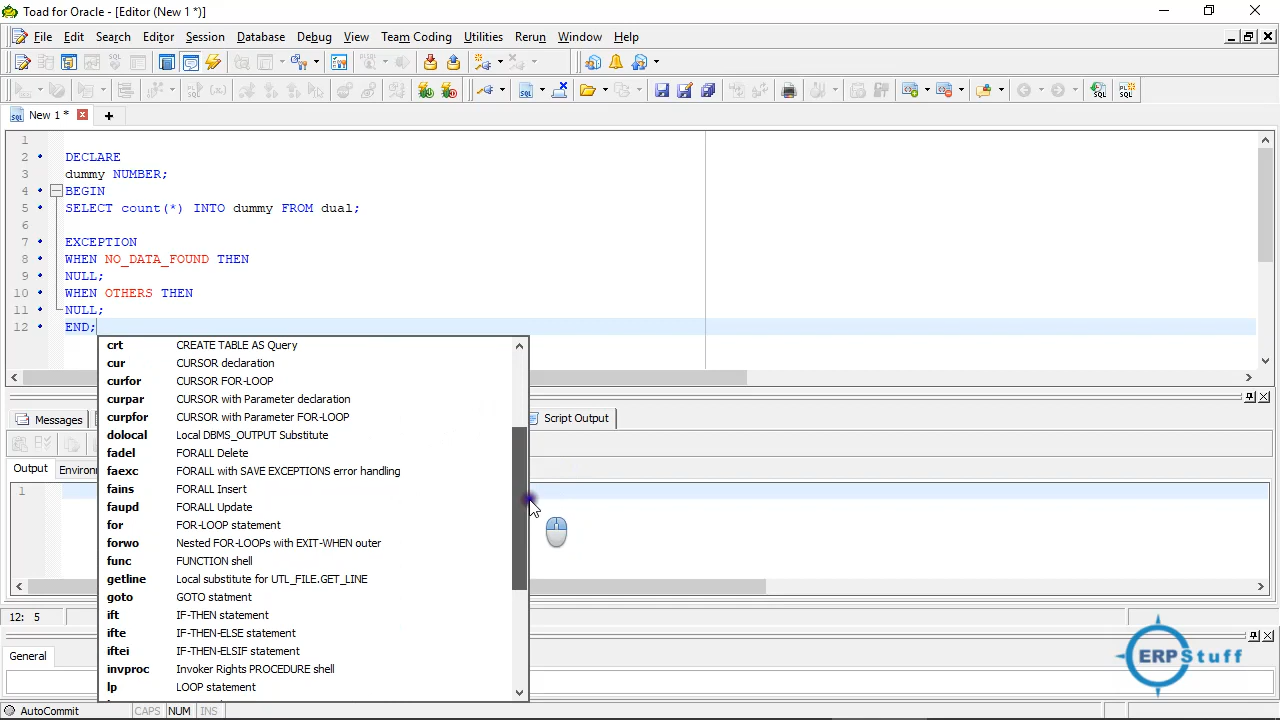 Toad for Oracle - [Editor (New 1 *)]
File Edit Search Editor Session Database Debug View Team Coding Utilities Rerun Window Help
New 1 *
1
2 DECLARE
3 dummy NUMBER;
4 BEGIN
5 SELECT count(*) INTO dummy FROM dual;
6
7 EXCEPTION
8 WHEN NO_DATA_FOUND THEN
9 NULL;
10 WHEN OTHERS THEN
11 NULL;
12 END;
crt CREATE TABLE AS Query
cur CURSOR declaration
curfor CURSOR FOR-LOOP
curpar CURSOR with Parameter declaration
curpfor CURSOR with Parameter FOR-LOOP
dolocal Local DBMS_OUTPUT Substitute
fadel FORALL Delete
faexc FORALL with SAVE EXCEPTIONS error handling
fains FORALL Insert
faupd FORALL Update
for FOR-LOOP statement
forwo Nested FOR-LOOPs with EXIT-WHEN outer
func FUNCTION shell
getline Local substitute for UTL_FILE.GET_LINE
goto GOTO statment
ift IF-THEN statement
ifte IF-THEN-ELSE statement
iftei IF-THEN-ELSIF statement
invproc Invoker Rights PROCEDURE shell
lp LOOP statement
Messages Script Output
Output Environ
1
12: 5
General
ERPStuff
AutoCommit CAPS NUM INS